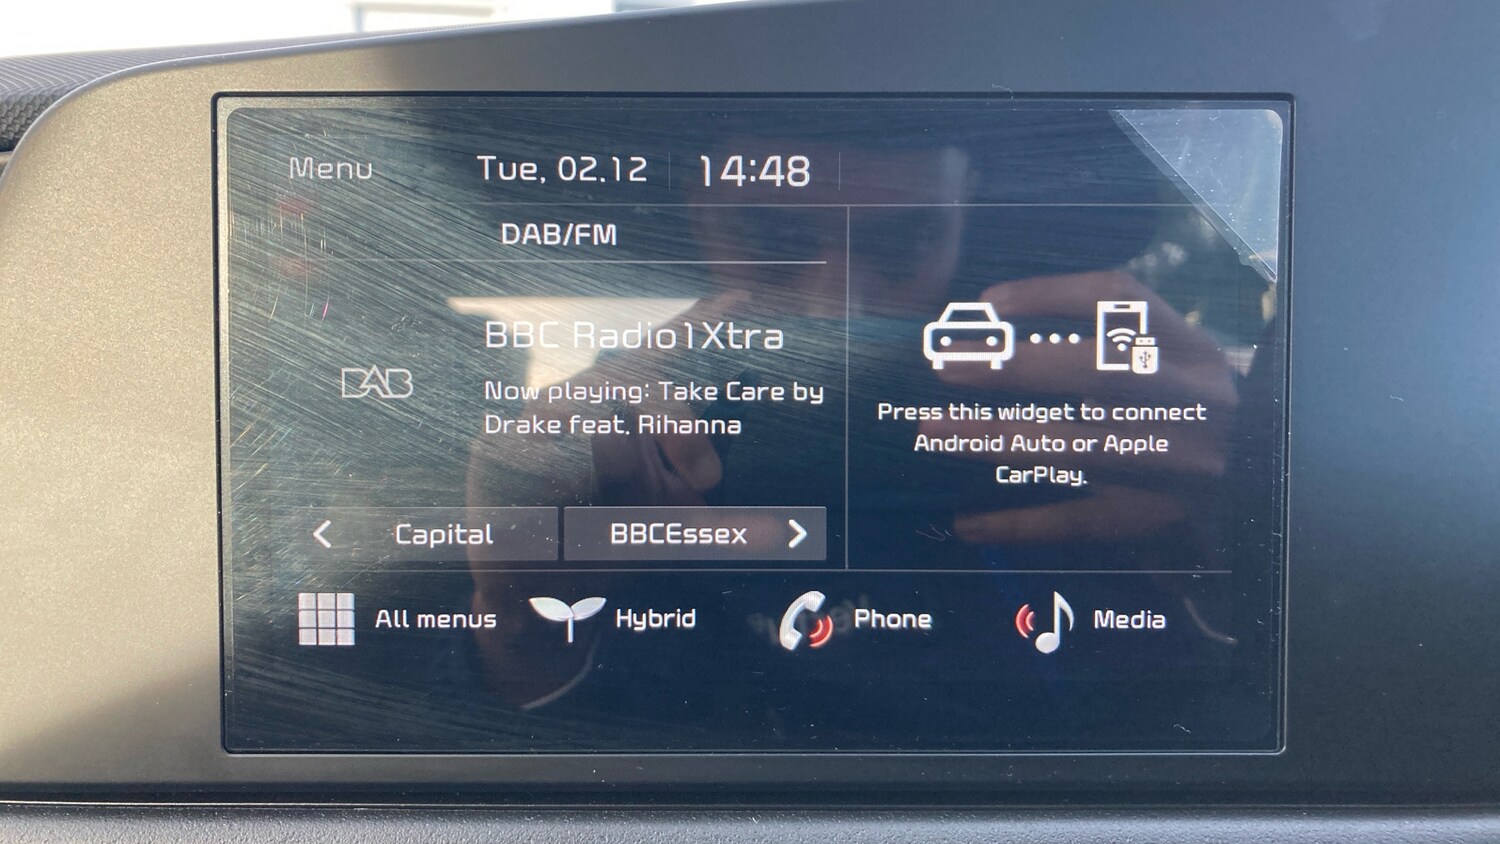 Menu
Tue, 02.12
14:48
DAB/FM
DAB
BBC Radio1Xtra
Now playing: Take Care by
Drake feat. Rihanna
Capital
BBCEssex
Press this widget to connect
Android Auto or Apple
CarPlay.
All menus
Hybrid
Phone
Media